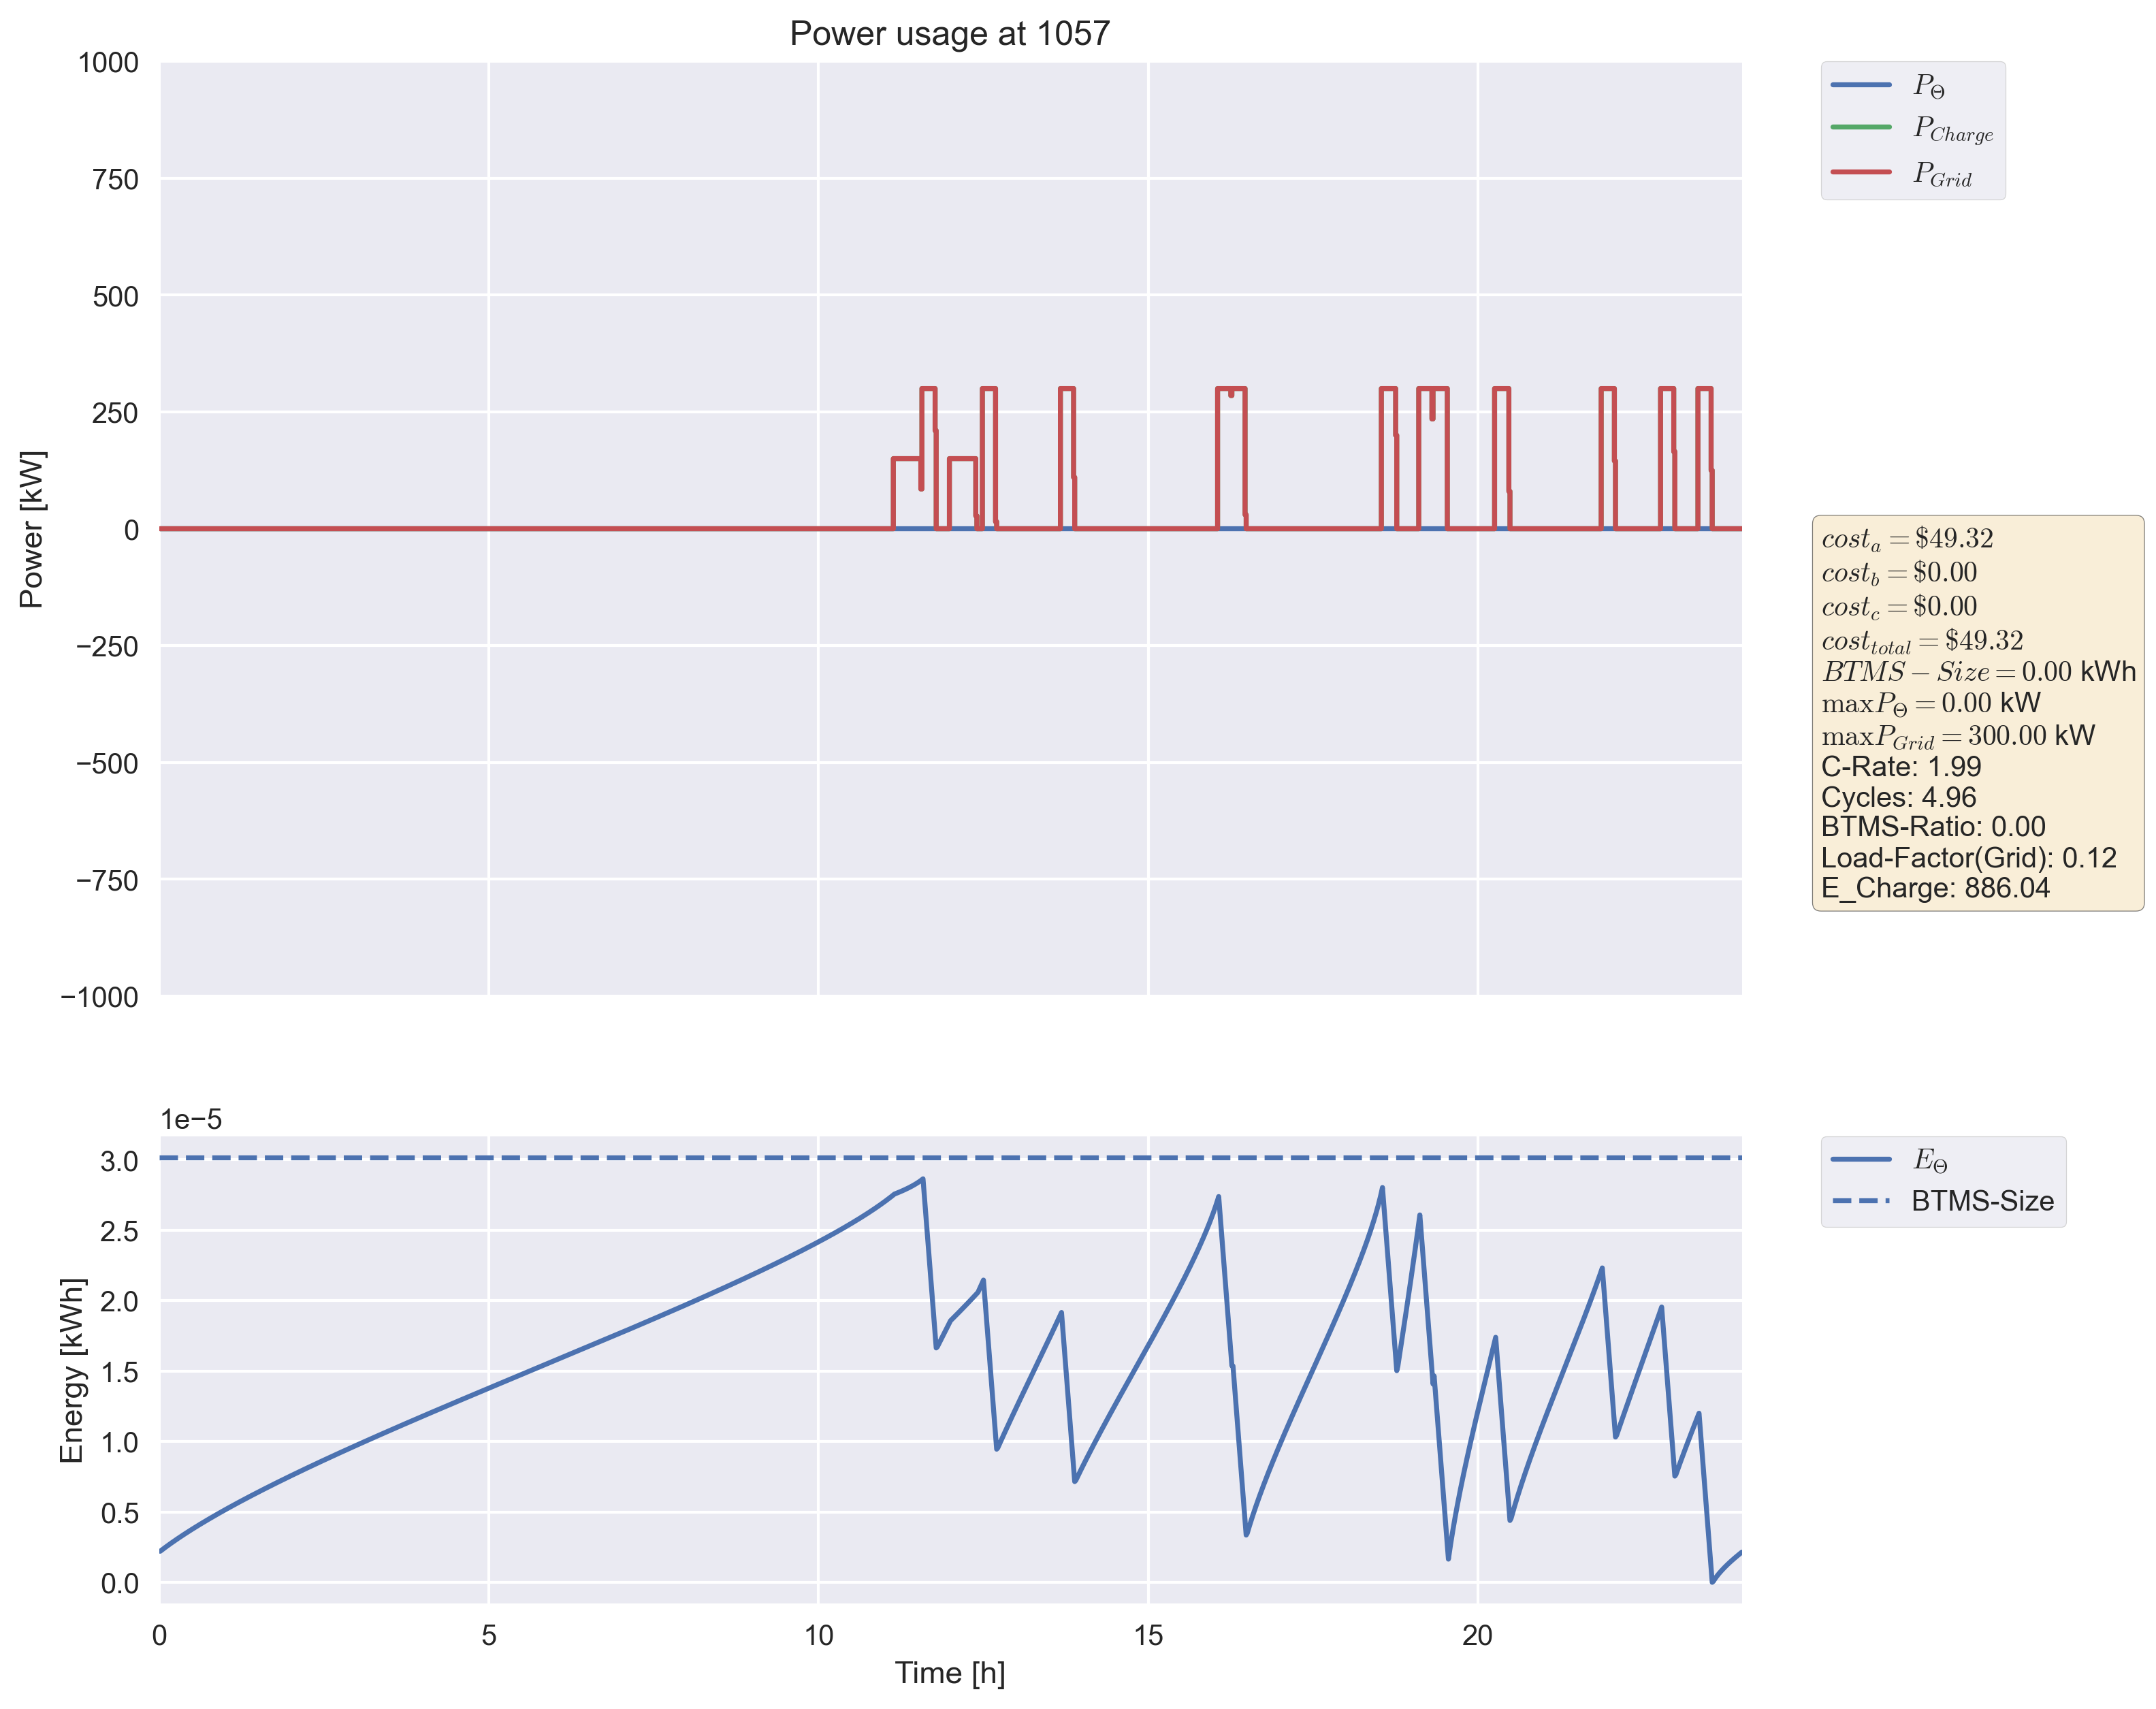 Power usage at 1057
1000
750
500
250
0
−250
−500
−750
−1000
Power [kW]
P_Θ
P_Charge
P_Grid
cost_a = $49.32
cost_b = $0.00
cost_c = $0.00
cost_total = $49.32
BTMS − Size = 0.00 kWh
maxP_Θ = 0.00 kW
maxP_Grid = 300.00 kW
C-Rate: 1.99
Cycles: 4.96
BTMS-Ratio: 0.00
Load-Factor(Grid): 0.12
E_Charge: 886.04
1e−5
3.0
2.5
2.0
1.5
1.0
0.5
0.0
Energy [kWh]
E_Θ
BTMS-Size
0 5 10 15 20
Time [h]